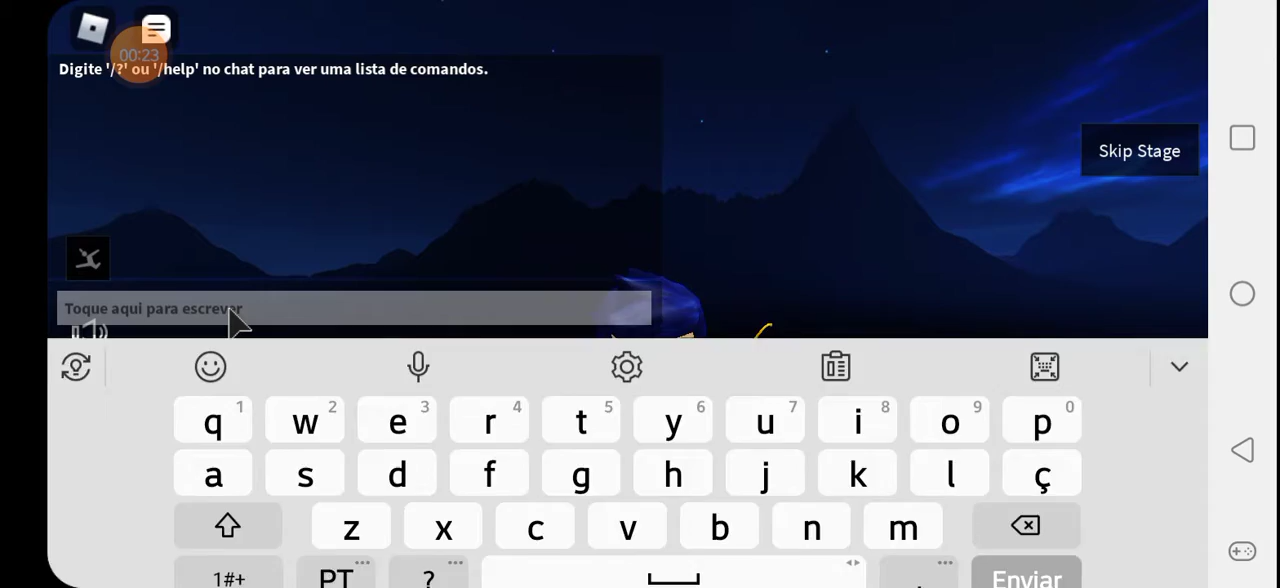 00:23
Digite '/?' ou '/help' no chat para ver uma lista de comandos.
Skip Stage
Toque aqui para escrever
q 1 w 2 e 3 r 4 t 5 y 6 u 7 i 8 o 9 p 0
a s d f g h j k l ç
z x c v b n m
1#+ PT ? . Enviar